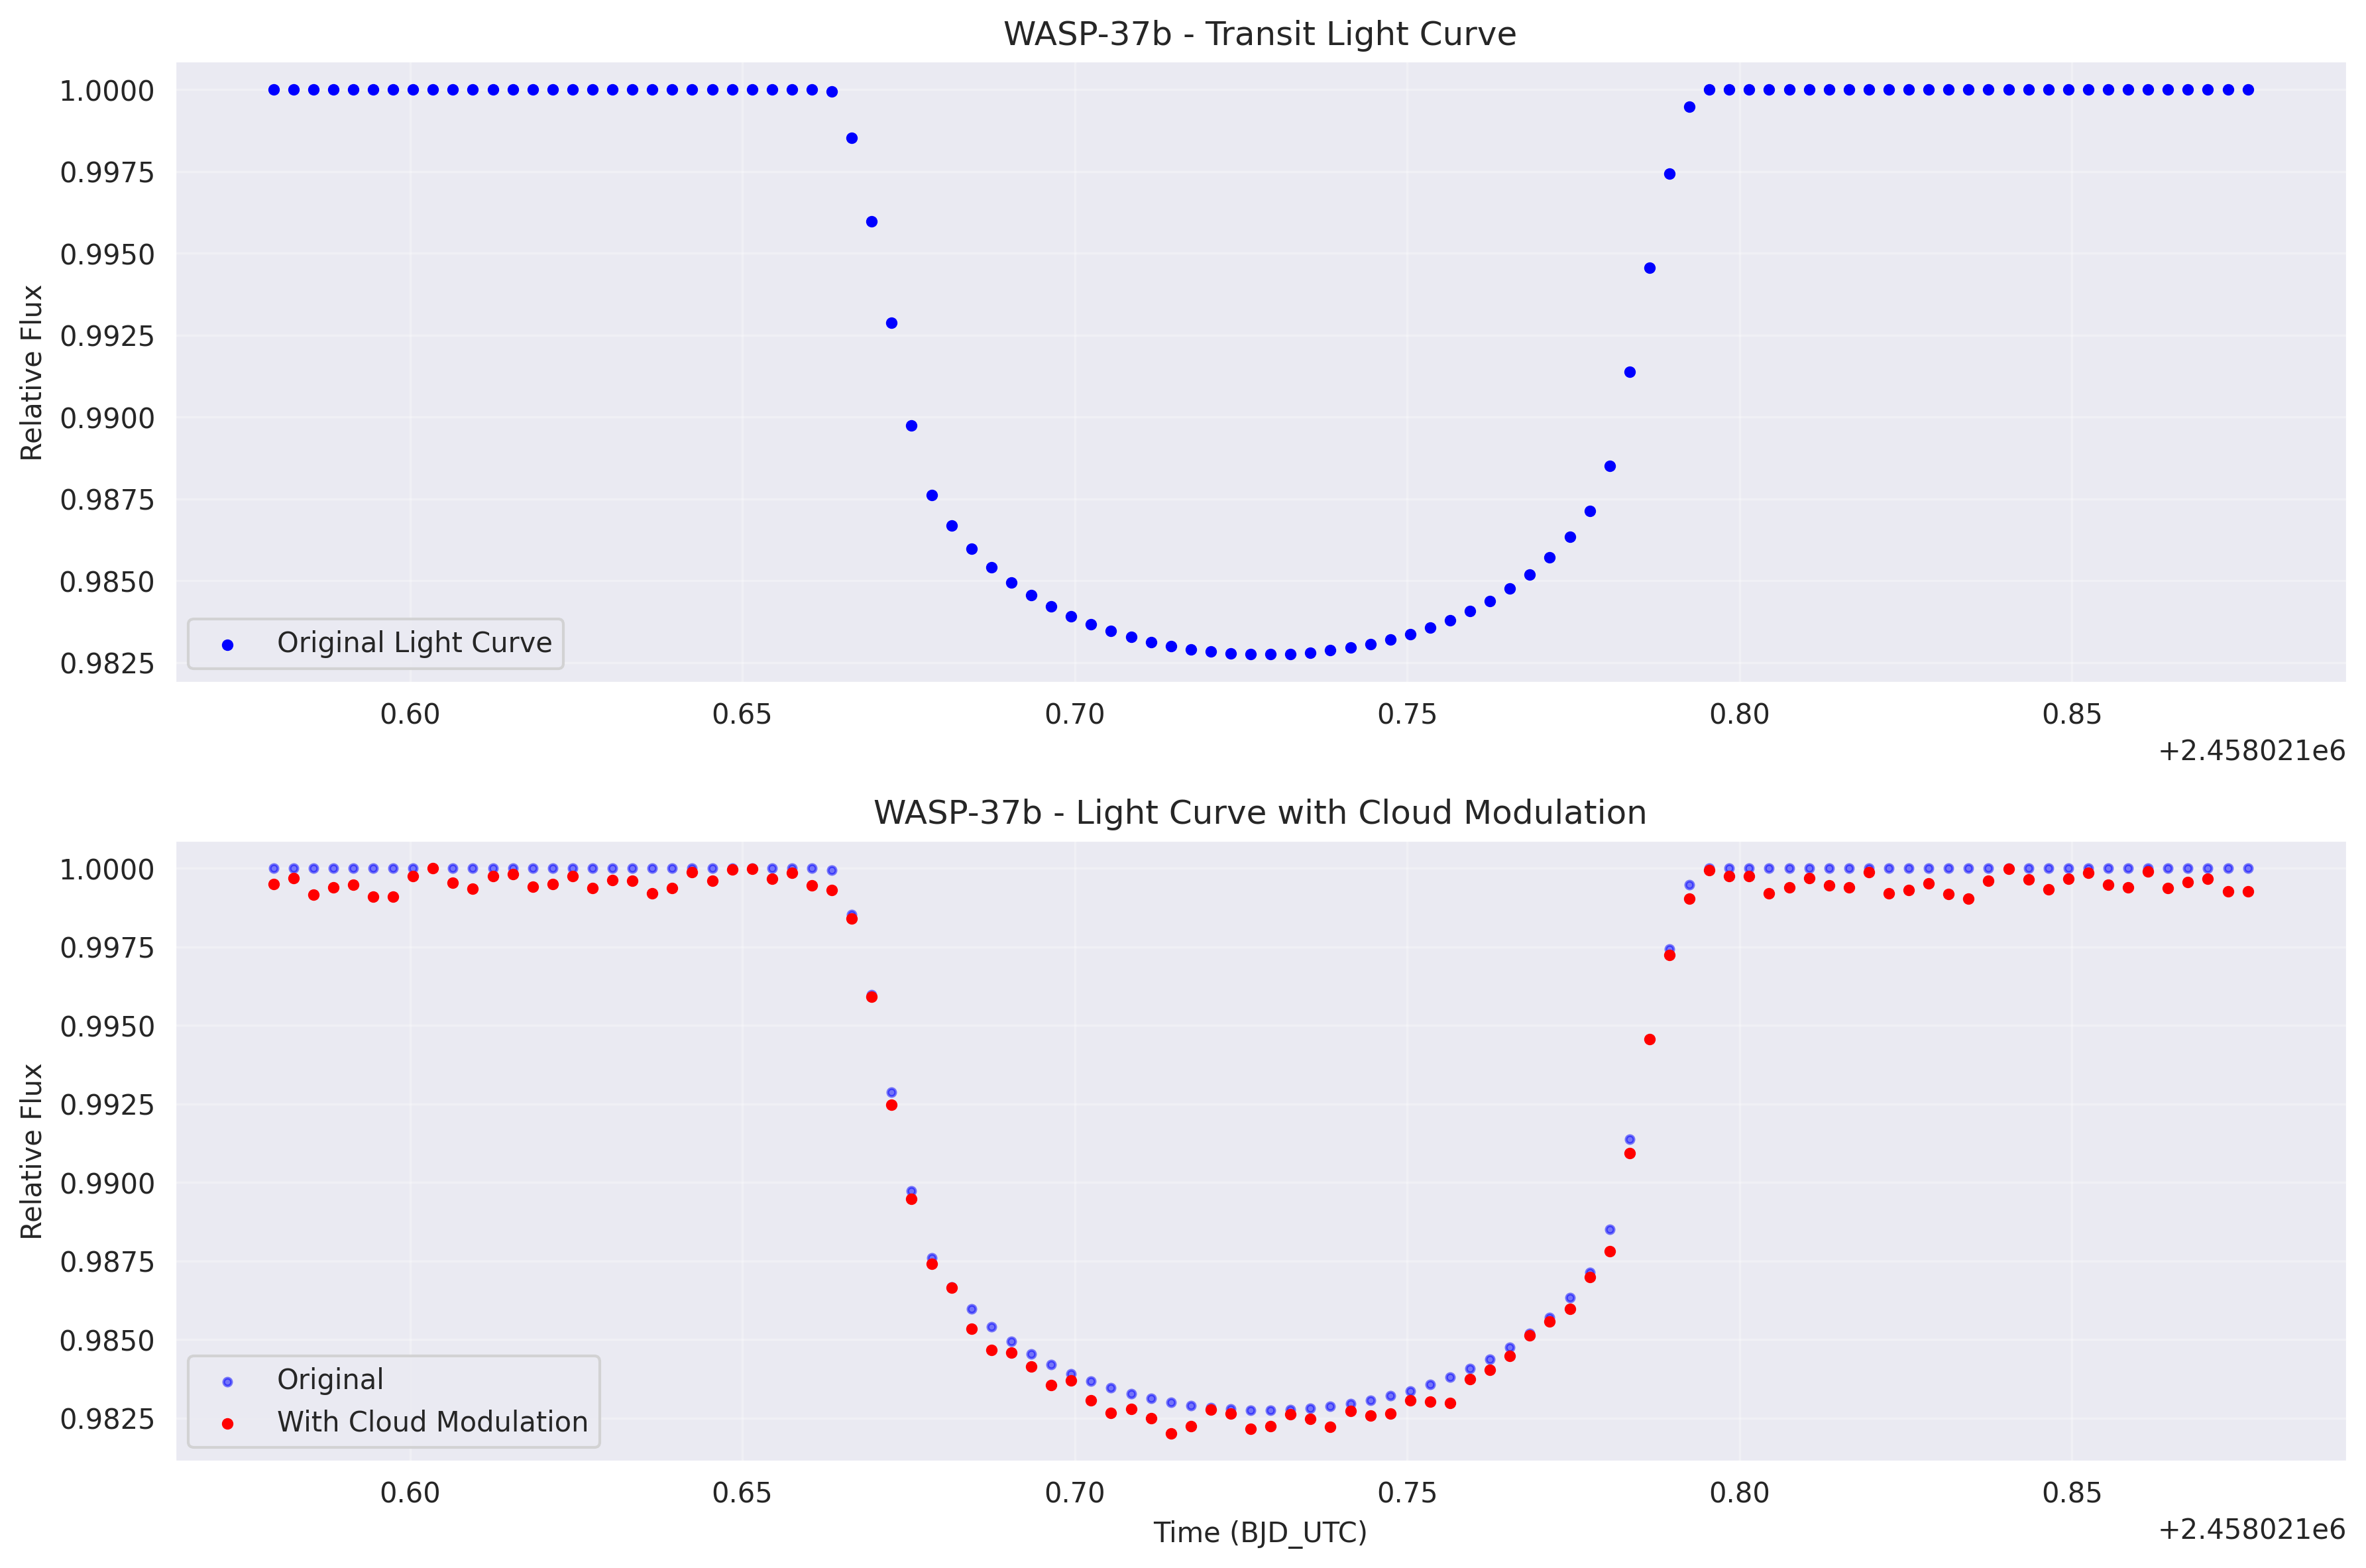 WASP-37b - Transit Light Curve
1.0000
0.9975
0.9950
0.9925
0.9900
0.9875
0.9850
0.9825
Relative Flux
Original Light Curve
0.60 0.65 0.70 0.75 0.80 0.85
+2.458021e6
WASP-37b - Light Curve with Cloud Modulation
1.0000
0.9975
0.9950
0.9925
0.9900
0.9875
0.9850
0.9825
Relative Flux
Original
With Cloud Modulation
0.60 0.65 0.70 0.75 0.80 0.85
Time (BJD_UTC)
+2.458021e6